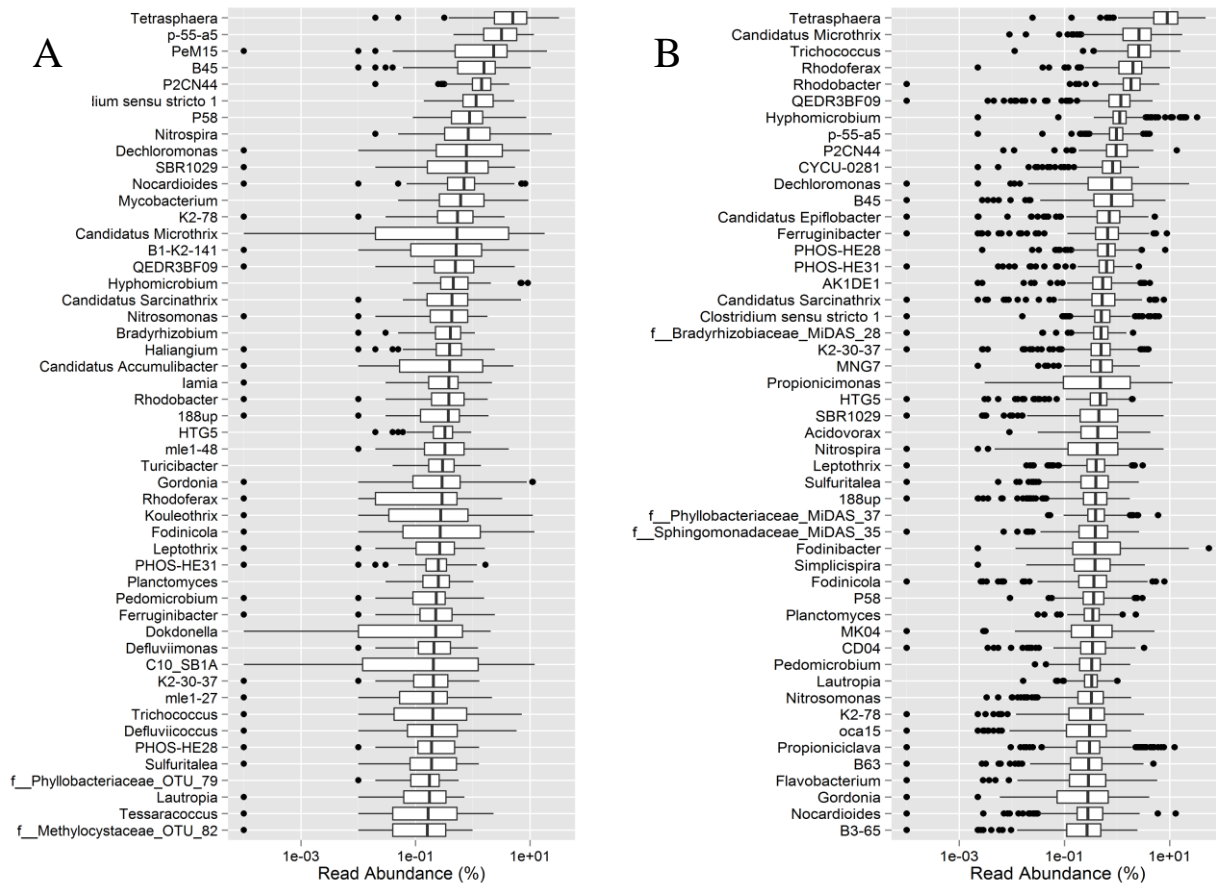 A
Tetrasphaera
p-55-a5
PeM15
B45
P2CN44
lium sensu stricto 1
P58
Nitrospira
Dechloromonas
SBR1029
Nocardioides
Mycobacterium
K2-78
Candidatus Microthrix
B1-K2-141
QEDR3BF09
Hyphomicrobium
Candidatus Sarcinathrix
Nitrosomonas
Bradyrhizobium
Haliangium
Candidatus Accumulibacter
Iamia
Rhodobacter
188up
HTG5
mle1-48
Turicibacter
Gordonia
Rhodoferax
Kouleothrix
Fodinicola
Leptothrix
PHOS-HE31
Planctomyces
Pedomicrobium
Ferruginibacter
Dokdonella
Defluviimonas
C10_SB1A
K2-30-37
mle1-27
Trichococcus
Defluviicoccus
PHOS-HE28
Sulfuritalea
f__Phyllobacteriaceae_OTU_79
Lautropia
Tessaracoccus
f__Methylocystaceae_OTU_82
1e-03 1e-01 1e+01
Read Abundance (%)
B
Tetrasphaera
Candidatus Microthrix
Trichococcus
Rhodoferax
Rhodobacter
QEDR3BF09
Hyphomicrobium
p-55-a5
P2CN44
CYCU-0281
Dechloromonas
B45
Candidatus Epiflobacter
Ferruginibacter
PHOS-HE28
PHOS-HE31
AK1DE1
Candidatus Sarcinathrix
Clostridium sensu stricto 1
f__Bradyrhizobiaceae_MiDAS_28
K2-30-37
MNG7
Propionicimonas
HTG5
SBR1029
Acidovorax
Nitrospira
Leptothrix
Sulfuritalea
188up
f__Phyllobacteriaceae_MiDAS_37
f__Sphingomonadaceae_MiDAS_35
Fodinibacter
Simplicispira
Fodinicola
P58
Planctomyces
MK04
CD04
Pedomicrobium
Lautropia
Nitrosomonas
K2-78
oca15
Propioniciclava
B63
Flavobacterium
Gordonia
Nocardioides
B3-65
1e-03 1e-01 1e+01
Read Abundance (%)